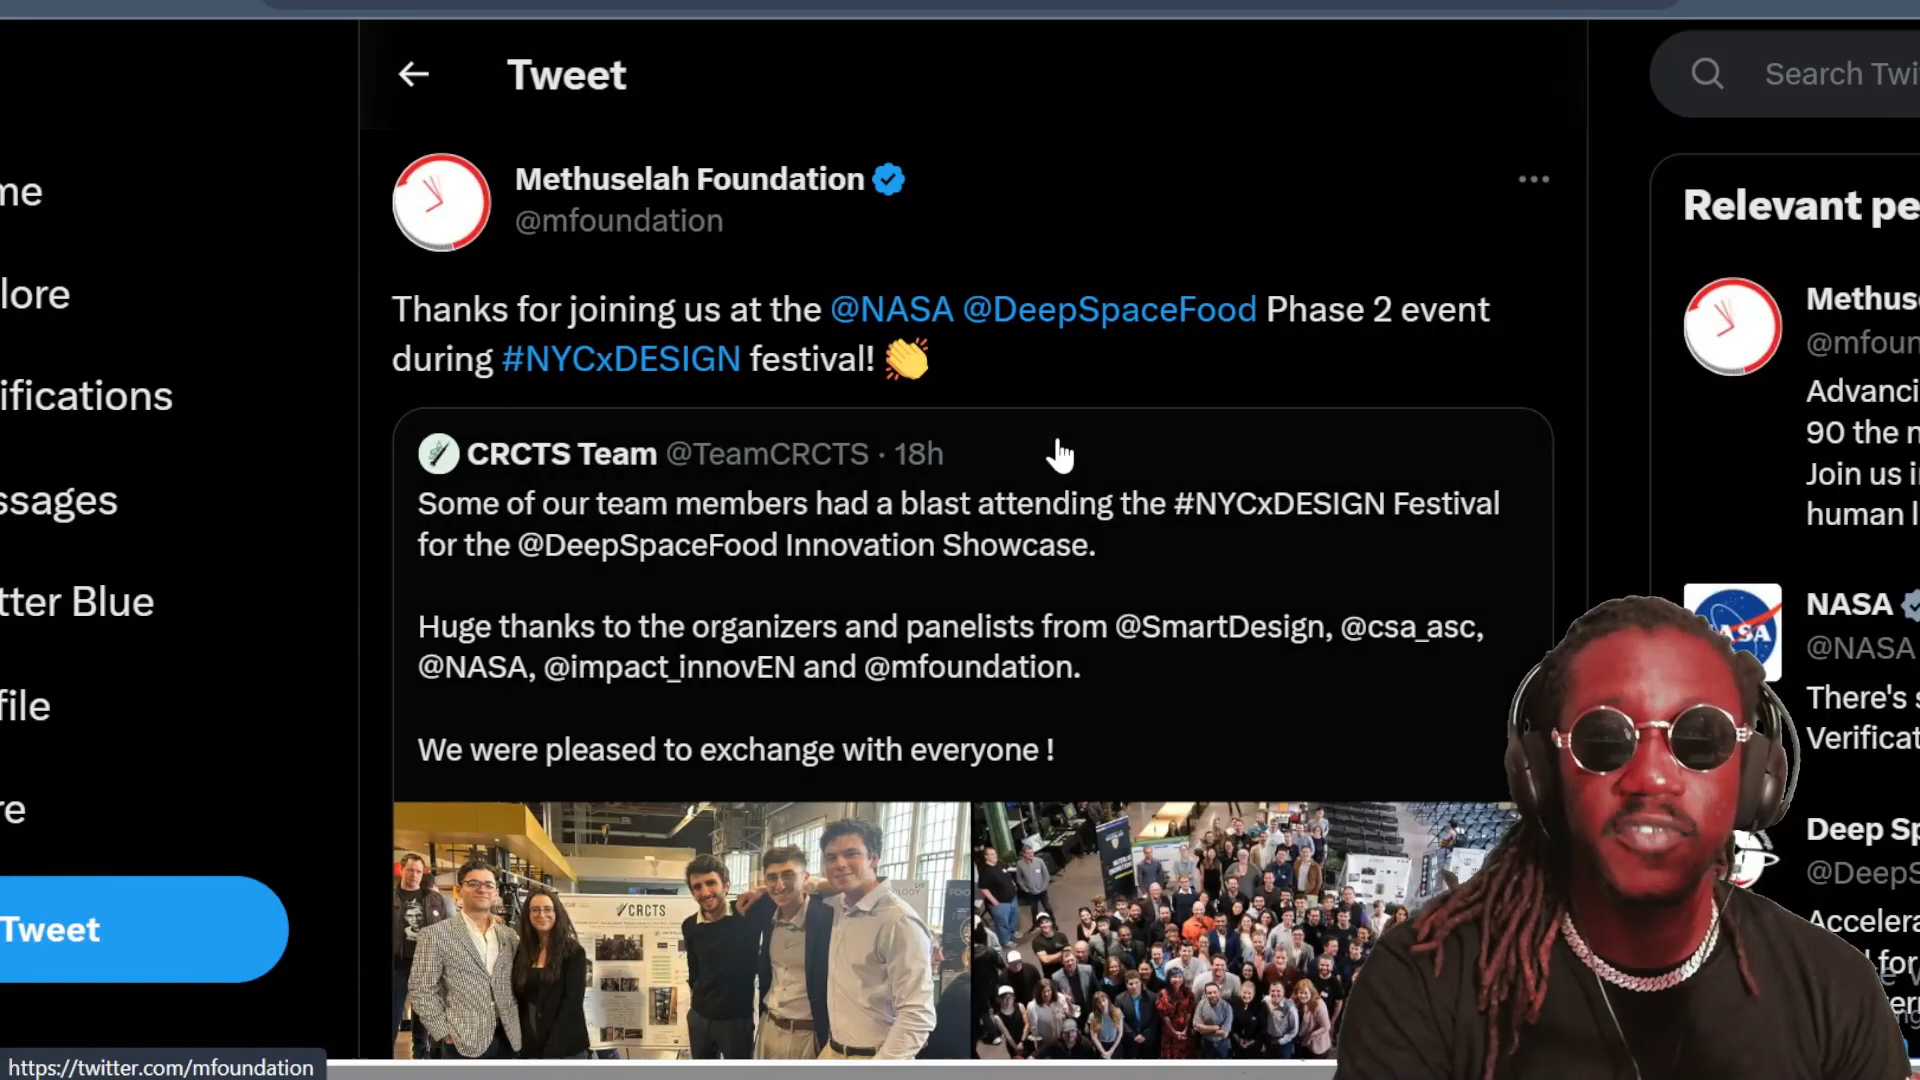 Tweet
Search Twi
me
lore
ifications
ssages
tter Blue
file
re
Tweet
Methuselah Foundation
@mfoundation
Thanks for joining us at the @NASA @DeepSpaceFood Phase 2 event
during #NYCxDESIGN festival! 👏
CRCTS Team @TeamCRCTS · 18h
Some of our team members had a blast attending the #NYCxDESIGN Festival
for the @DeepSpaceFood Innovation Showcase.
Huge thanks to the organizers and panelists from @SmartDesign, @csa_asc,
@NASA, @impact_innovEN and @mfoundation.
We were pleased to exchange with everyone !
CRCTS
Relevant pe
Methus
@mfoun
Advanci
90 the n
Join us i
human l
NASA
@NASA
There's s
Verificat
Deep Sp
@DeepS
Accelera
for
https://twitter.com/mfoundation